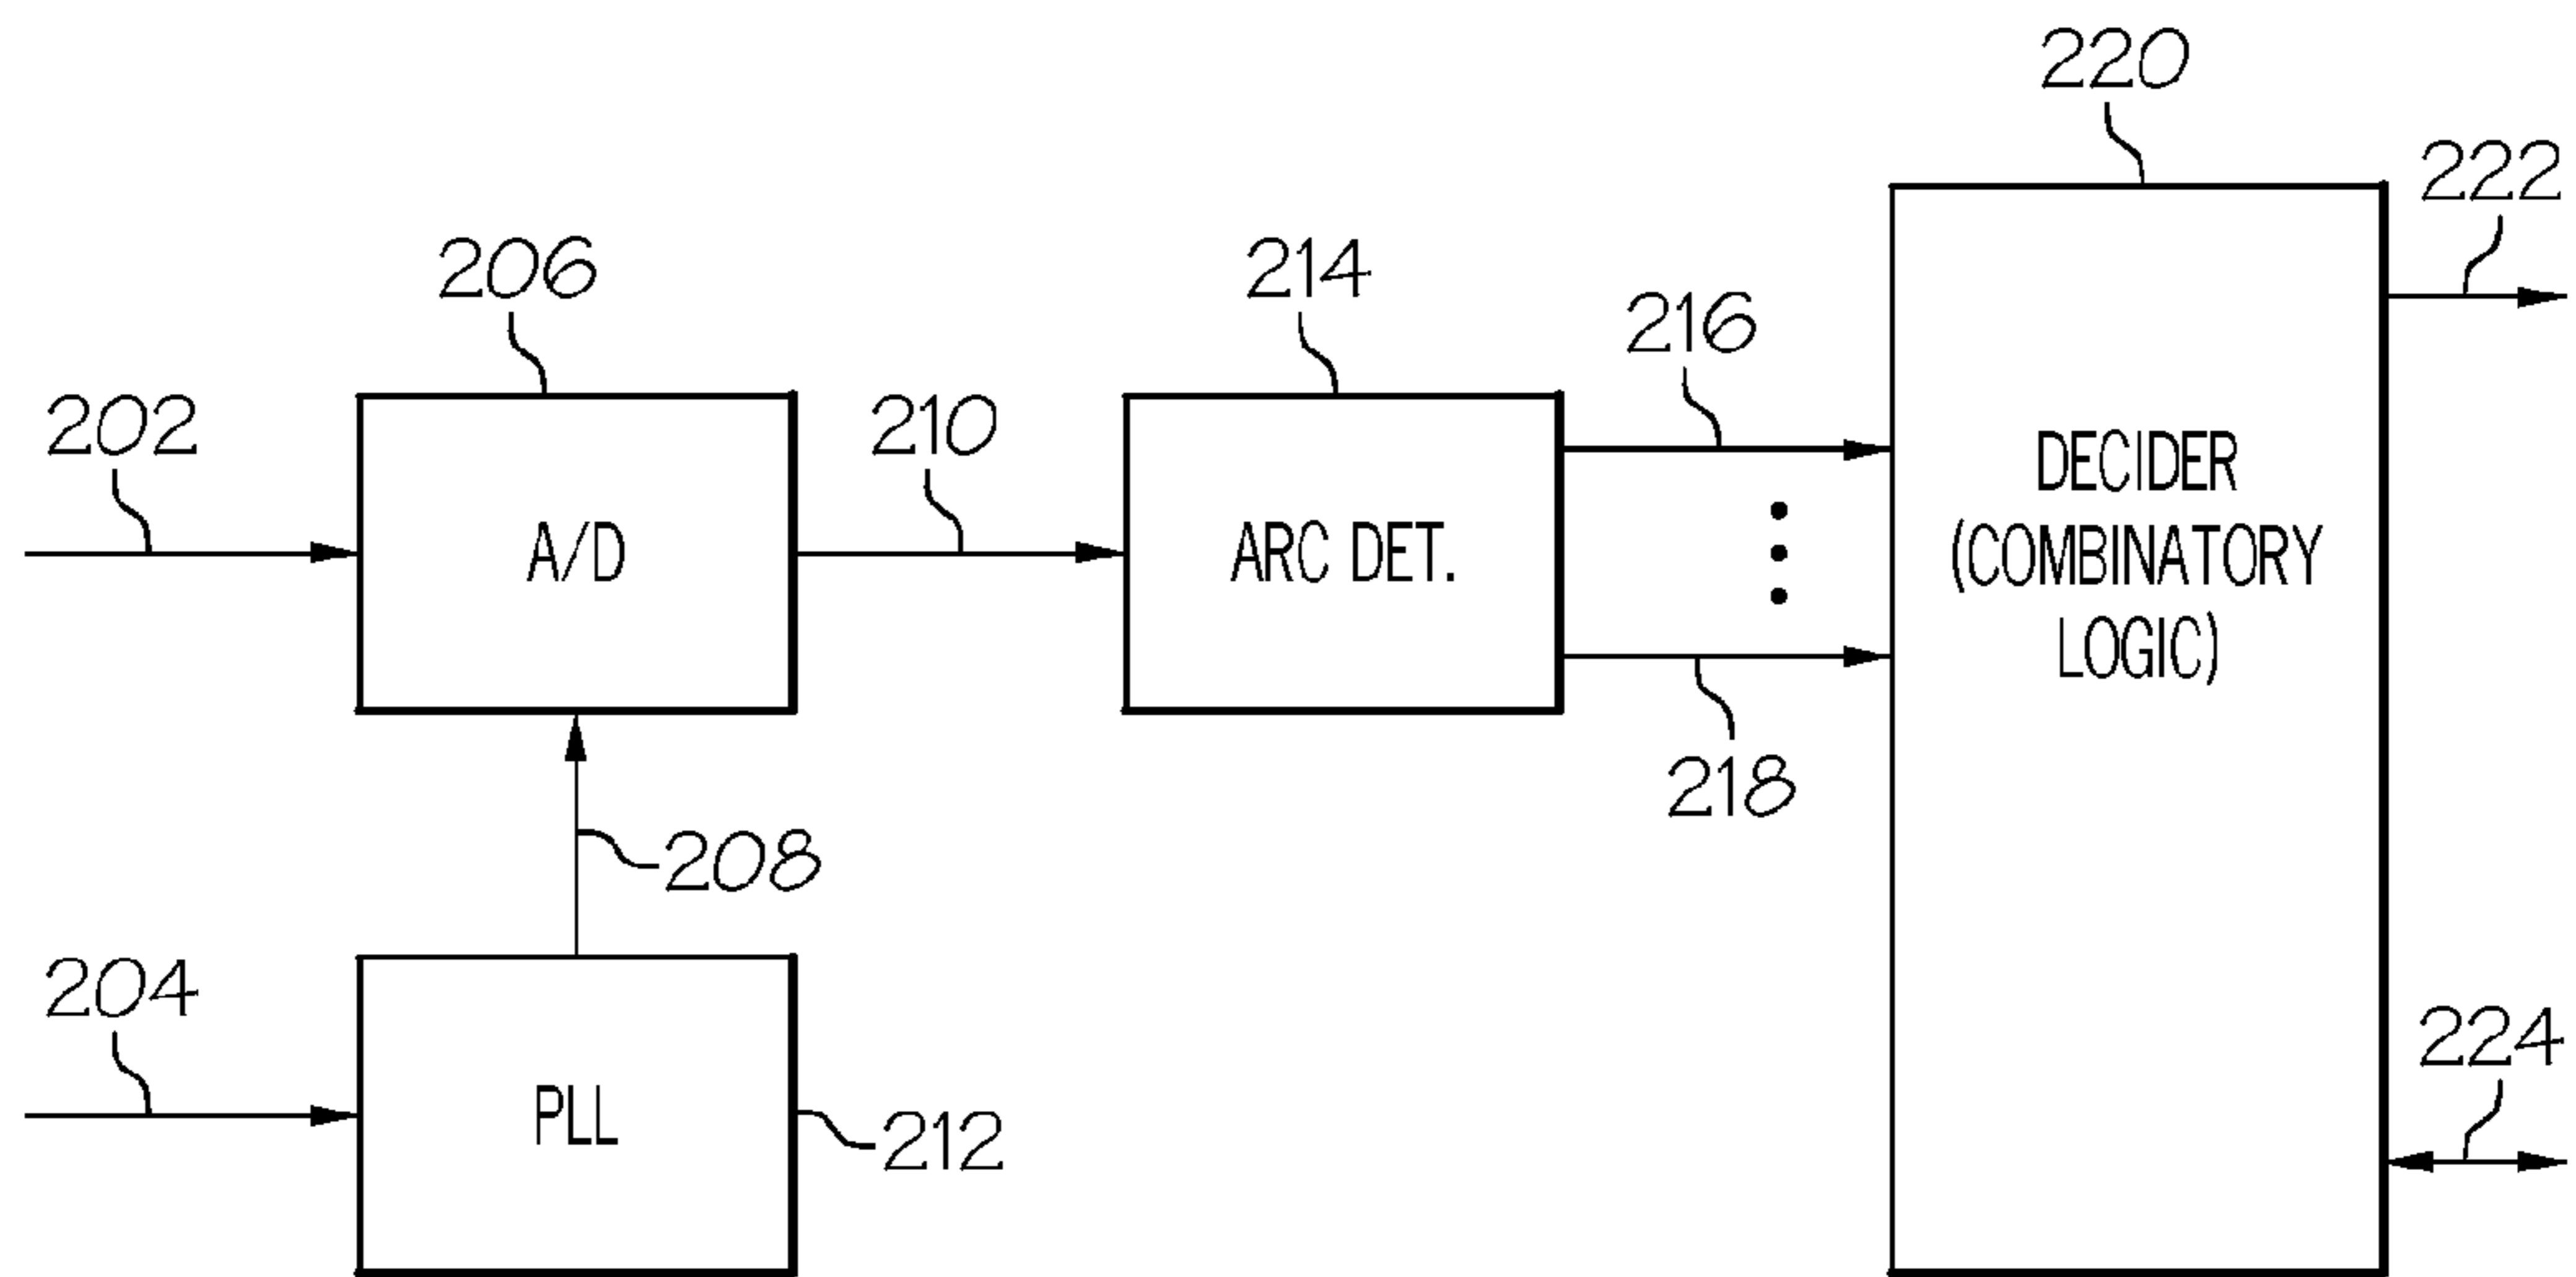 220
222
206
214
216
202
210
A/D
ARC DET.
DECIDER
(COMBINATORY
LOGIC)
218
208
204
PLL
212
224